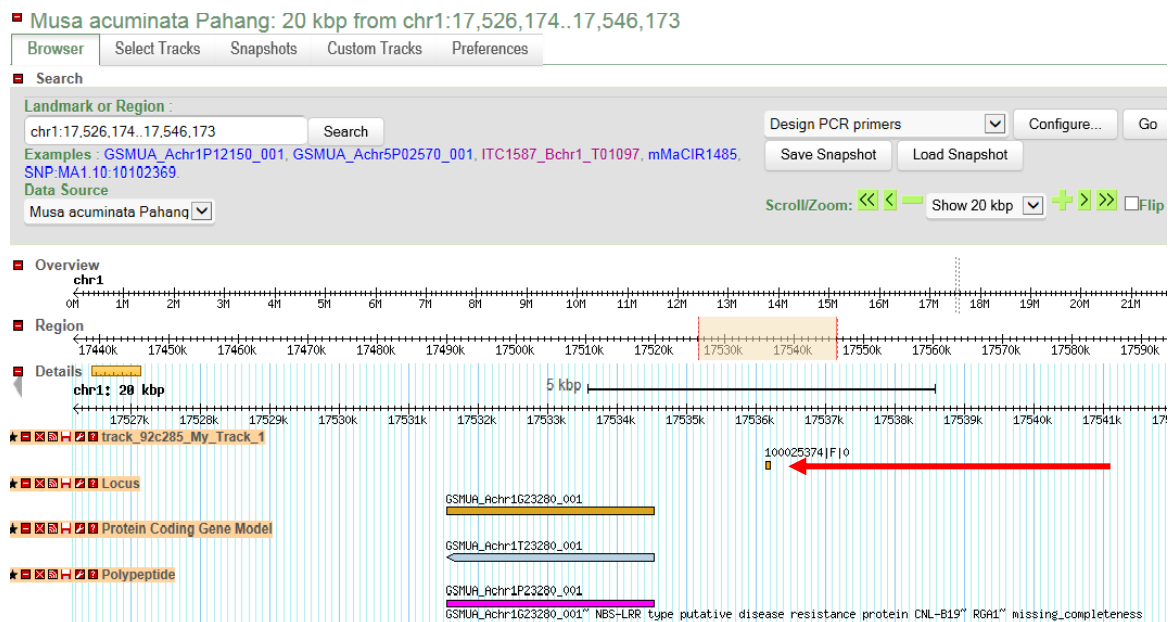 Musa acuminata Pahang: 20 kbp from chr1:17,526,174..17,546,173
Browser Select Tracks Snapshots Custom Tracks Preferences
Search
Landmark or Region :
chr1:17,526,174..17,546,173 Search
Examples : GSMUA_Achr1P12150_001, GSMUA_Achr5P02570_001, ITC1587_Bchr1_T01097, mMaCIR1485,
SNP:MA1.10:10102369.
Data Source
Musa acuminata Pahang
Design PCR primers Configure... Go
Save Snapshot Load Snapshot
Scroll/Zoom: << < Show 20 kbp > >> Flip
Overview
chr1
0M 1M 2M 3M 4M 5M 6M 7M 8M 9M 10M 11M 12M 13M 14M 15M 16M 17M 18M 19M 20M 21M
Region
17440k 17450k 17460k 17470k 17480k 17490k 17500k 17510k 17520k 17530k 17540k 17550k 17560k 17570k 17580k 17590k
Details
chr1: 20 kbp 5 kbp
17527k 17528k 17529k 17530k 17531k 17532k 17533k 17534k 17535k 17536k 17537k 17538k 17539k 17540k 17541k
track_92c285_My_Track_1
100025374|F|0
Locus
GSMUA_Achr1G23280_001
Protein Coding Gene Model
GSMUA_Achr1T23280_001
Polypeptide
GSMUA_Achr1P23280_001
GSMUA_Achr1G23280_001~ NBS-LRR type putative disease resistance protein CNL-B19~ RGA1~ missing_completeness